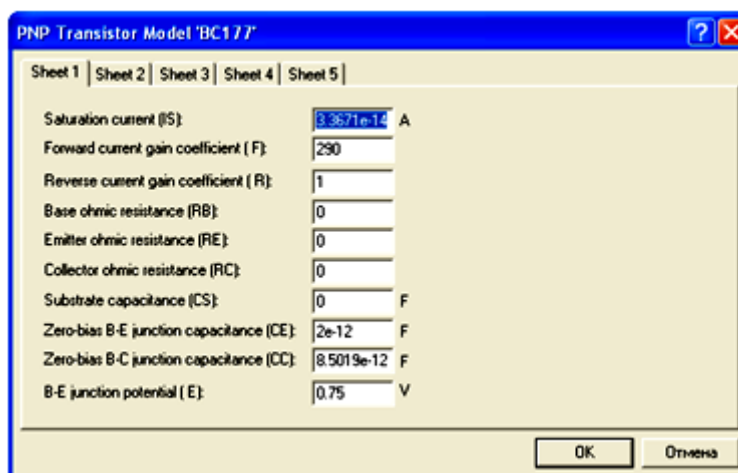 PNP Transistor Model 'BC177'
Sheet 1 Sheet 2 Sheet 3 Sheet 4 Sheet 5
Saturation current (IS): 3.3671e-14 A
Forward current gain coefficient ( F): 290
Reverse current gain coefficient ( R): 1
Base ohmic resistance (RB): 0
Emitter ohmic resistance (RE): 0
Collector ohmic resistance (RC): 0
Substrate capacitance (CS): 0 F
Zero-bias B-E junction capacitance (CE): 2e-12 F
Zero-bias B-C junction capacitance (CC): 8.5019e-12 F
B-E junction potential ( E): 0.75 V
OK Отмена